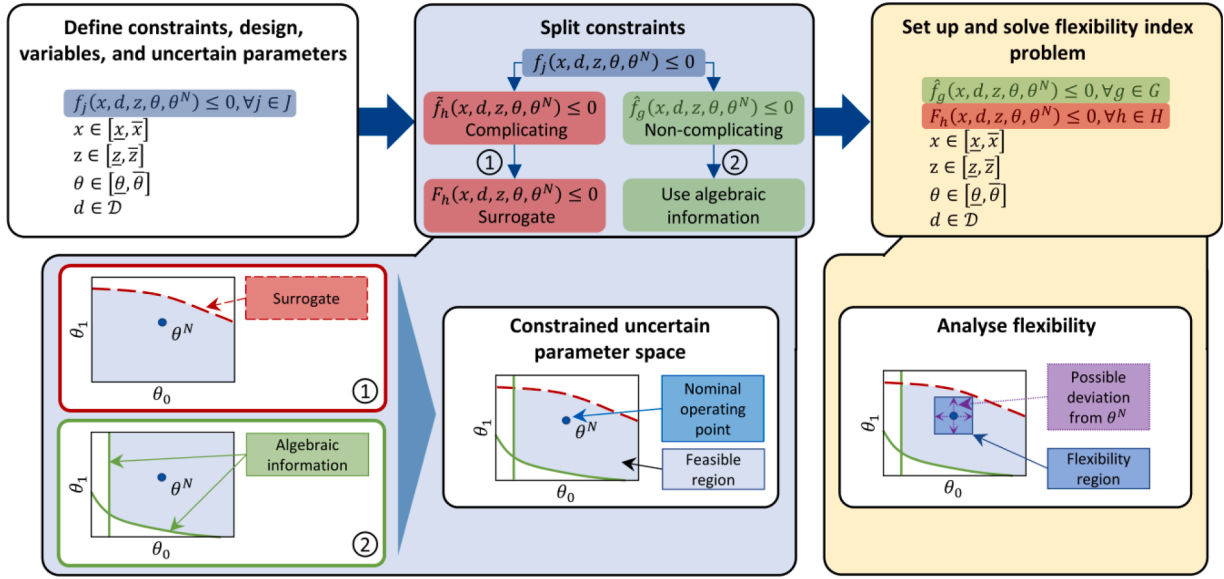 Define constraints, design,
variables, and uncertain parameters
f_j(x, d, z, θ, θ^N) ≤ 0, ∀j ∈ J
x ∈ [x̲, x̅]
z ∈ [z̲, z̅]
θ ∈ [θ̲, θ̅]
d ∈ 𝒟
Split constraints
f_j(x, d, z, θ, θ^N) ≤ 0
f̃_h(x, d, z, θ, θ^N) ≤ 0
Complicating
f̂_g(x, d, z, θ, θ^N) ≤ 0
Non-complicating
1
2
F_h(x, d, z, θ, θ^N) ≤ 0
Surrogate
Use algebraic
information
Set up and solve flexibility index
problem
f̂_g(x, d, z, θ, θ^N) ≤ 0, ∀g ∈ G
F_h(x, d, z, θ, θ^N) ≤ 0, ∀h ∈ H
x ∈ [x̲, x̅]
z ∈ [z̲, z̅]
θ ∈ [θ̲, θ̅]
d ∈ 𝒟
Surrogate
θ_1
θ^N
θ_0
1
Algebraic
information
θ_1
θ^N
θ_0
2
Constrained uncertain
parameter space
Nominal
operating
point
θ_1
θ^N
Feasible
region
θ_0
Analyse flexibility
Possible
deviation
from θ^N
θ_1
Flexibility
region
θ_0